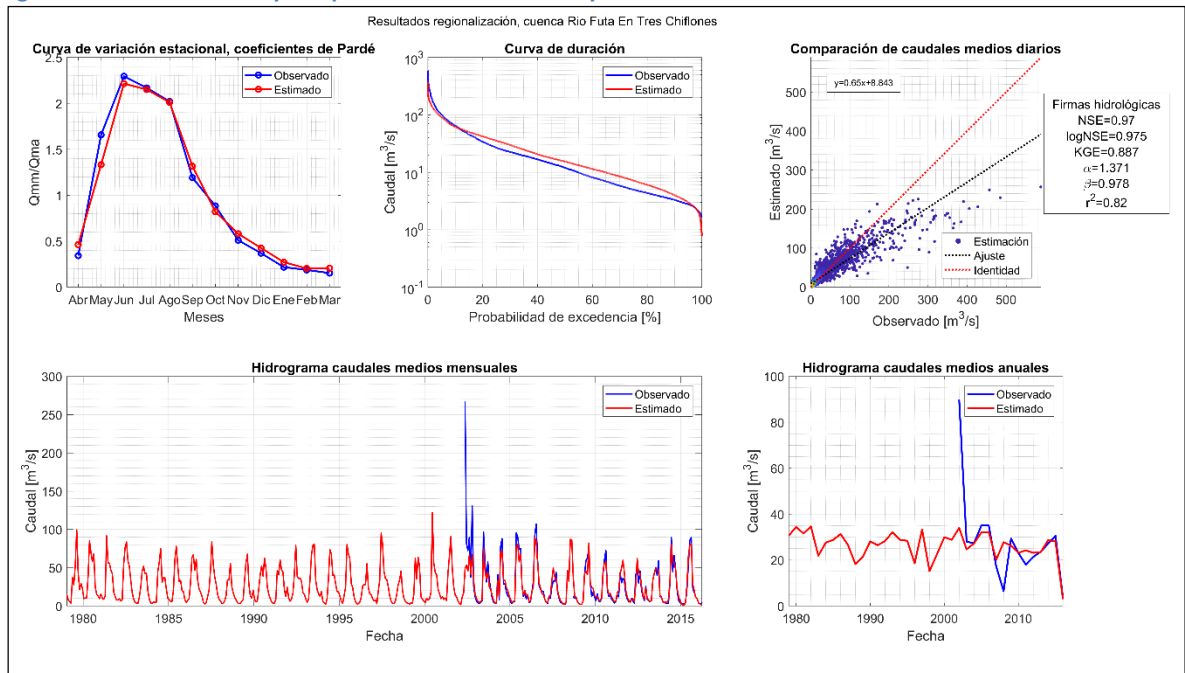 Resultados regionalización, cuenca Rio Futa En Tres Chiflones
Curva de variación estacional, coeficientes de Pardé
2.5
2
1.5
1
0.5
0
Qmm/Qma
Observado
Estimado
Abr May Jun Jul Ago Sep Oct Nov Dic Ene Feb Mar
Meses
Curva de duración
10^3
10^2
10^1
10^0
10^-1
Caudal [m^3/s]
Observado
Estimado
0 20 40 60 80 100
Probabilidad de excedencia [%]
Comparación de caudales medios diarios
500
400
300
200
100
0
Estimado [m^3/s]
y=0.65x+8.843
Estimación
Ajuste
Identidad
0 100 200 300 400 500
Observado [m^3/s]
Firmas hidrológicas
NSE=0.97
logNSE=0.975
KGE=0.887
α=1.371
β=0.978
r^2=0.82
Hidrograma caudales medios mensuales
300
250
200
150
100
50
0
Caudal [m^3/s]
Observado
Estimado
1980 1985 1990 1995 2000 2005 2010 2015
Fecha
Hidrograma caudales medios anuales
100
80
60
40
20
0
Caudal [m^3/s]
Observado
Estimado
1980 1990 2000 2010
Fecha